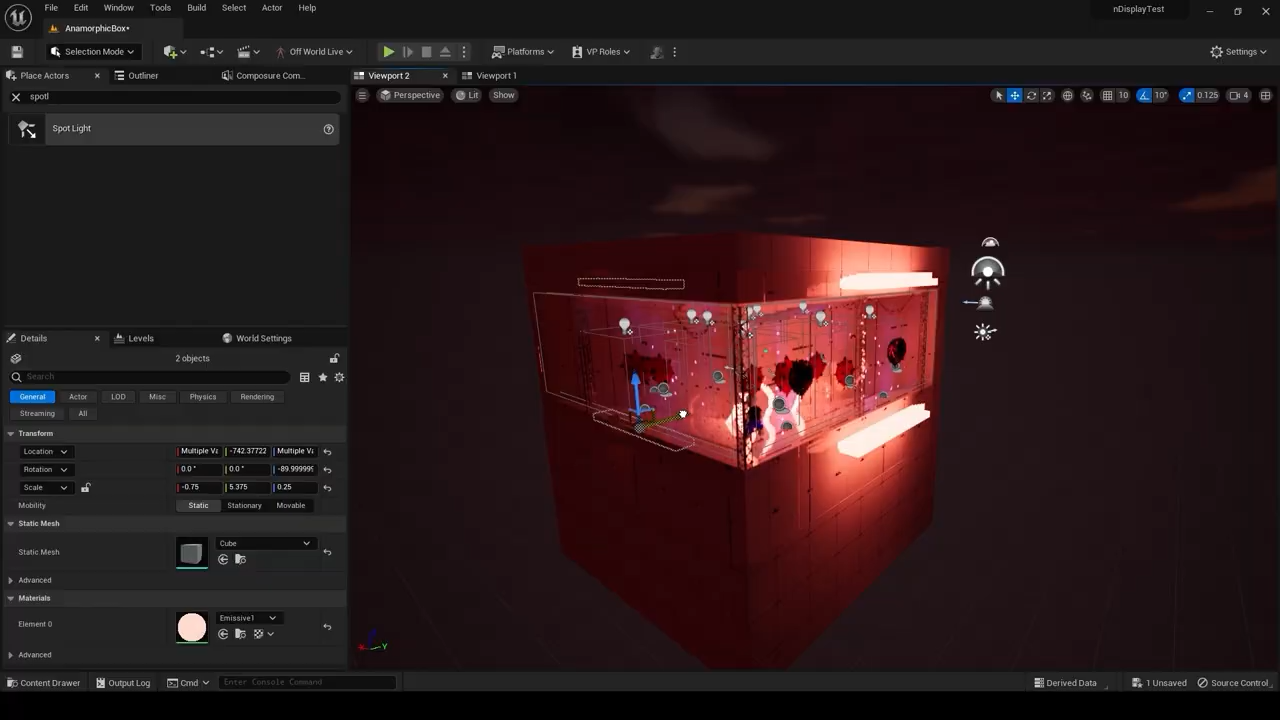 File Edit Window Tools Build Select Actor Help
nDisplayTest
AnamorphicBox*
Selection Mode
Off World Live
Platforms
VP Roles
Settings
Place Actors
Outliner
Composure Com...
Viewport 2
Viewport 1
spotl
Perspective
Lit
Show
10
10°
0.125
4
Spot Light
Details
Levels
World Settings
2 objects
Search
General
Actor
LOD
Misc
Physics
Rendering
Streaming
All
Transform
Location
Multiple Va
-742.37722
Multiple Va
Rotation
0.0 °
0.0 °
-89.999999
Scale
-0.75
5.375
0.25
Mobility
Static
Stationary
Movable
Static Mesh
Static Mesh
Cube
Advanced
Materials
Element 0
Emissive1
Advanced
Y
Content Drawer
Output Log
Cmd
Enter Console Command
Derived Data
1 Unsaved
Source Control